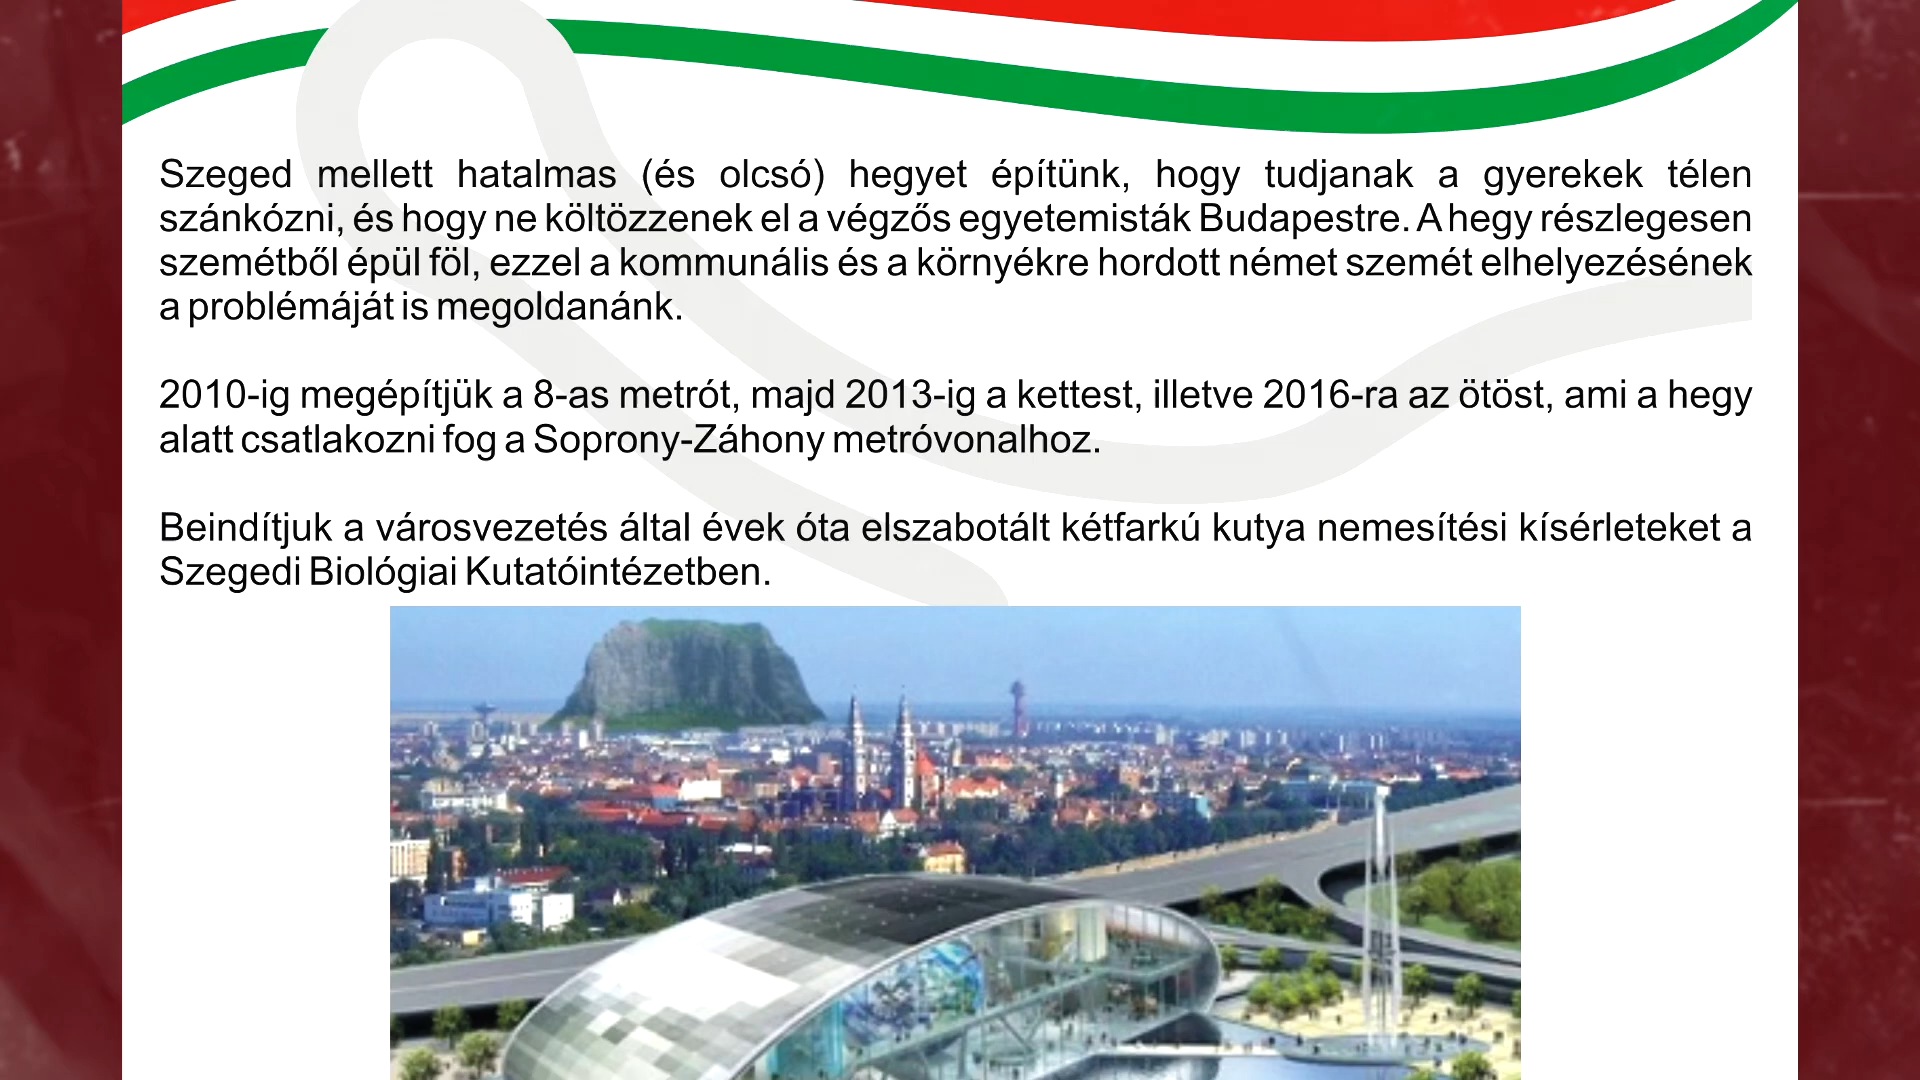 Szeged mellett hatalmas (és olcsó) hegyet építünk, hogy tudjanak a gyerekek télen
szánkózni, és hogy ne költözzenek el a végzős egyetemisták Budapestre. A hegy részlegesen
szemétből épül föl, ezzel a kommunális és a környékre hordott német szemét elhelyezésének
a problémáját is megoldanánk.
2010-ig megépítjük a 8-as metrót, majd 2013-ig a kettest, illetve 2016-ra az ötöst, ami a hegy
alatt csatlakozni fog a Soprony-Záhony metróvonalhoz.
Beindítjuk a városvezetés által évek óta elszabotált kétfarkú kutya nemesítési kísérleteket a
Szegedi Biológiai Kutatóintézetben.